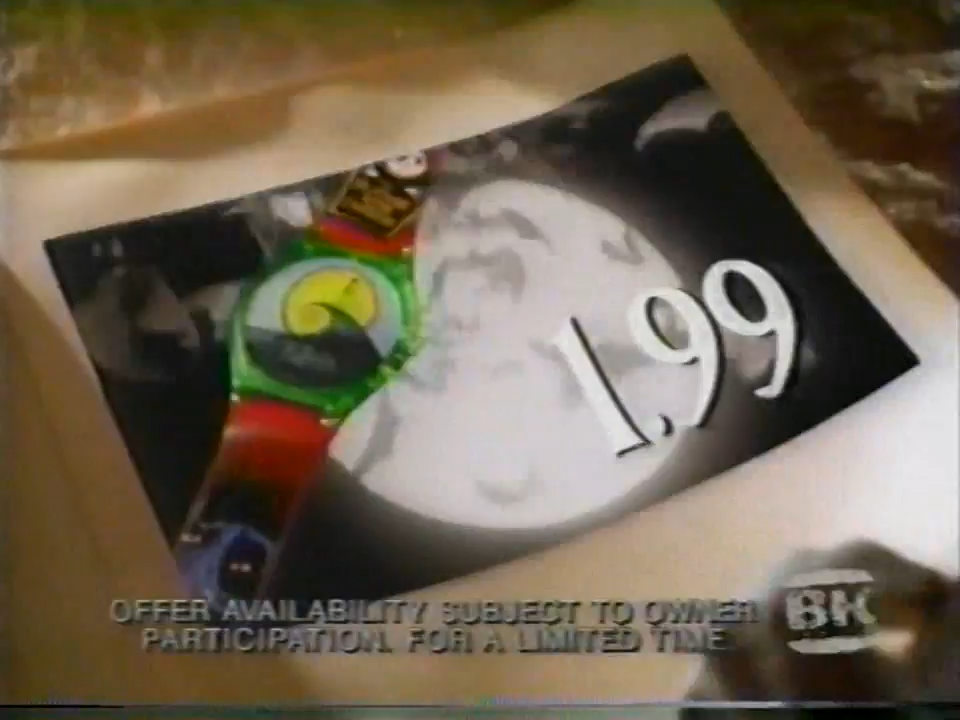 1.99
OFFER AVAILABILITY SUBJECT TO OWNER
PARTICIPATION. FOR A LIMITED TIME.
BK